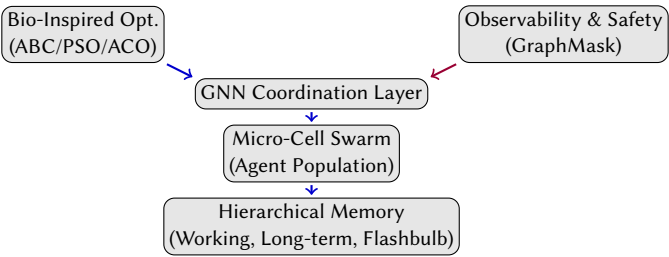 Bio-Inspired Opt.
(ABC/PSO/ACO)
Observability & Safety
(GraphMask)
GNN Coordination Layer
Micro-Cell Swarm
(Agent Population)
Hierarchical Memory
(Working, Long-term, Flashbulb)